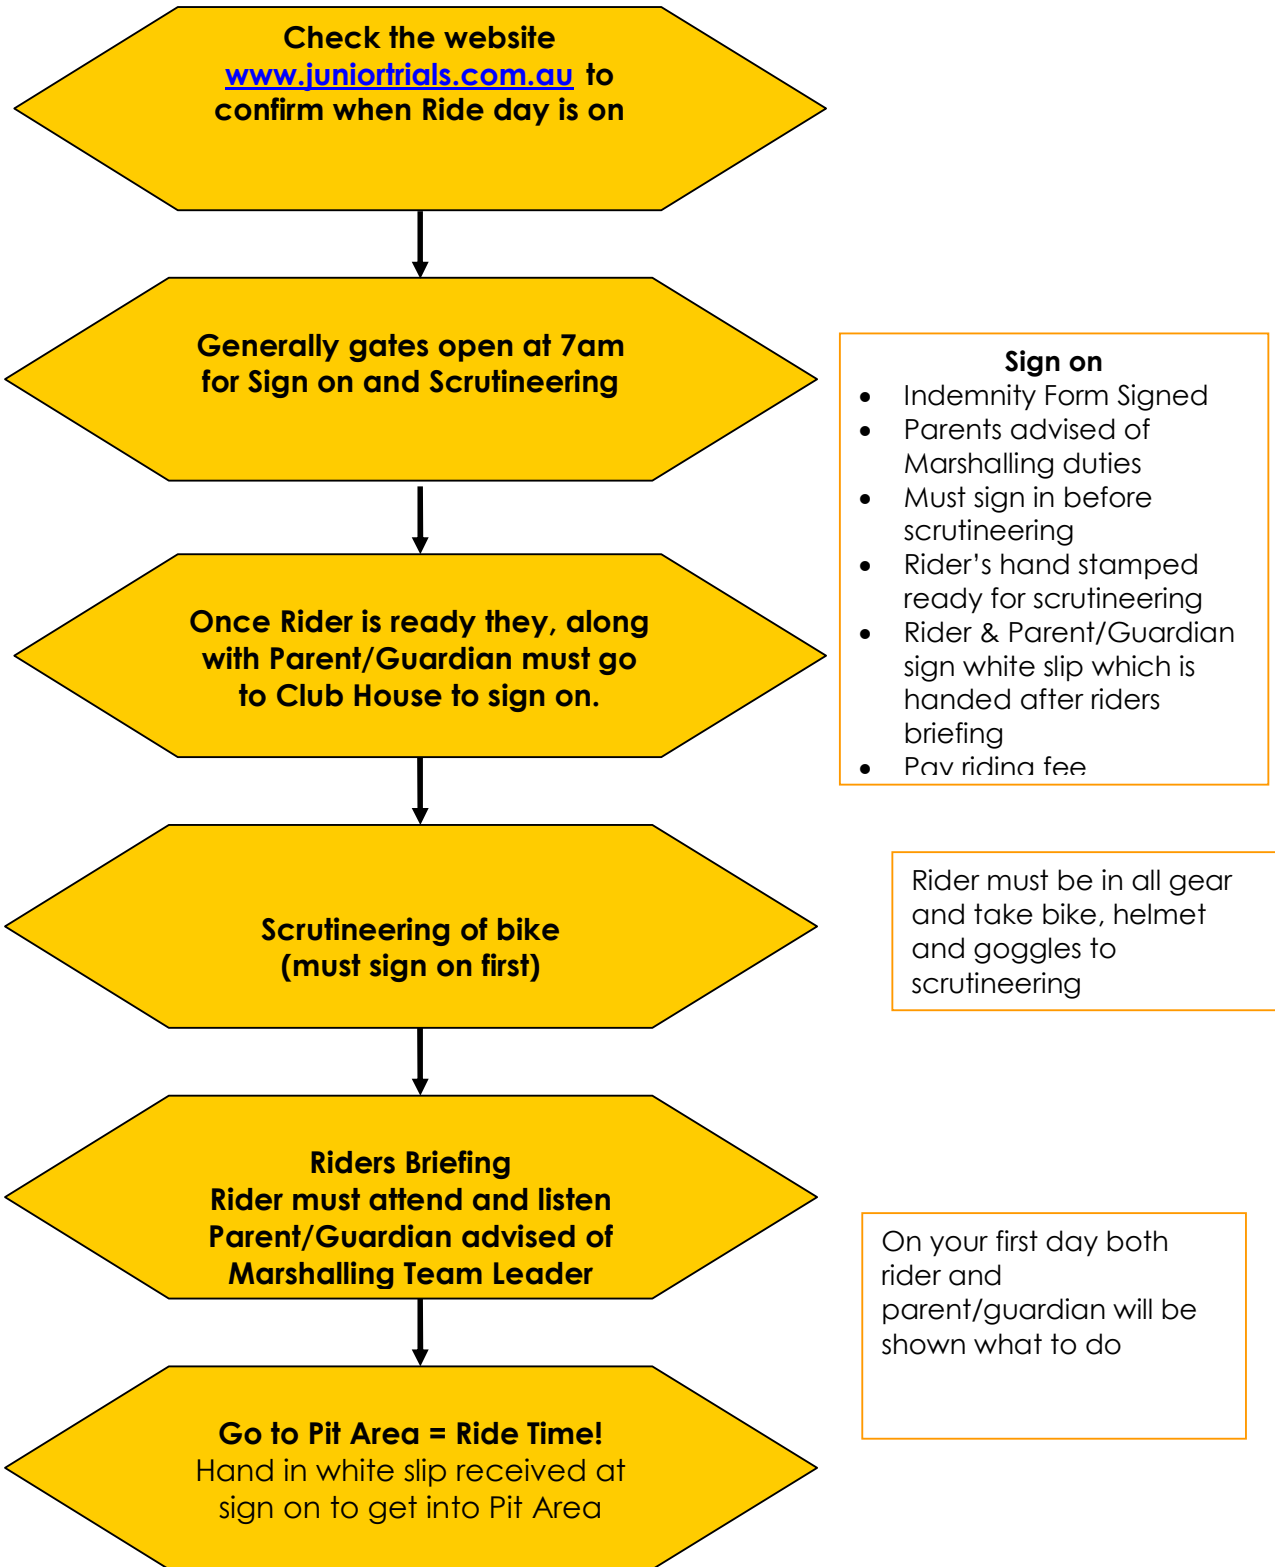 Check the website
www.juniortrials.com.au to
confirm when Ride day is on
Generally gates open at 7am
for Sign on and Scrutineering
Sign on
• Indemnity Form Signed
• Parents advised of
Marshalling duties
• Must sign in before
scrutineering
• Rider’s hand stamped
ready for scrutineering
• Rider & Parent/Guardian
sign white slip which is
handed after riders
briefing
• Pay riding fee
Once Rider is ready they, along
with Parent/Guardian must go
to Club House to sign on.
Scrutineering of bike
(must sign on first)
Rider must be in all gear
and take bike, helmet
and goggles to
scrutineering
Riders Briefing
Rider must attend and listen
Parent/Guardian advised of
Marshalling Team Leader
On your first day both
rider and
parent/guardian will be
shown what to do
Go to Pit Area = Ride Time!
Hand in white slip received at
sign on to get into Pit Area